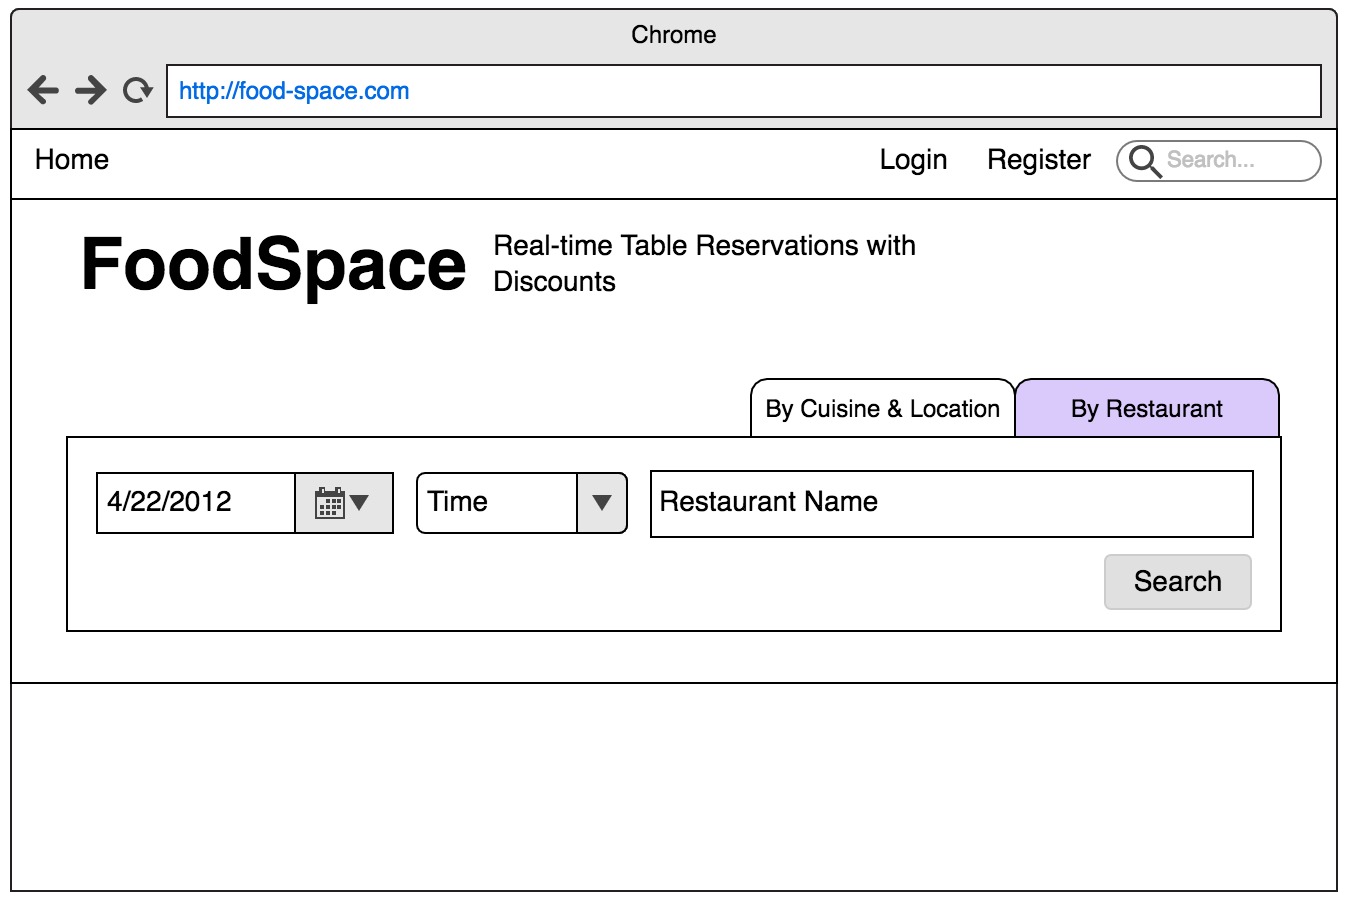 Chrome
http://food-space.com
Home Login Register Search...
FoodSpace Real-time Table Reservations with
Discounts
By Cuisine & Location By Restaurant
4/22/2012 Time Restaurant Name
Search